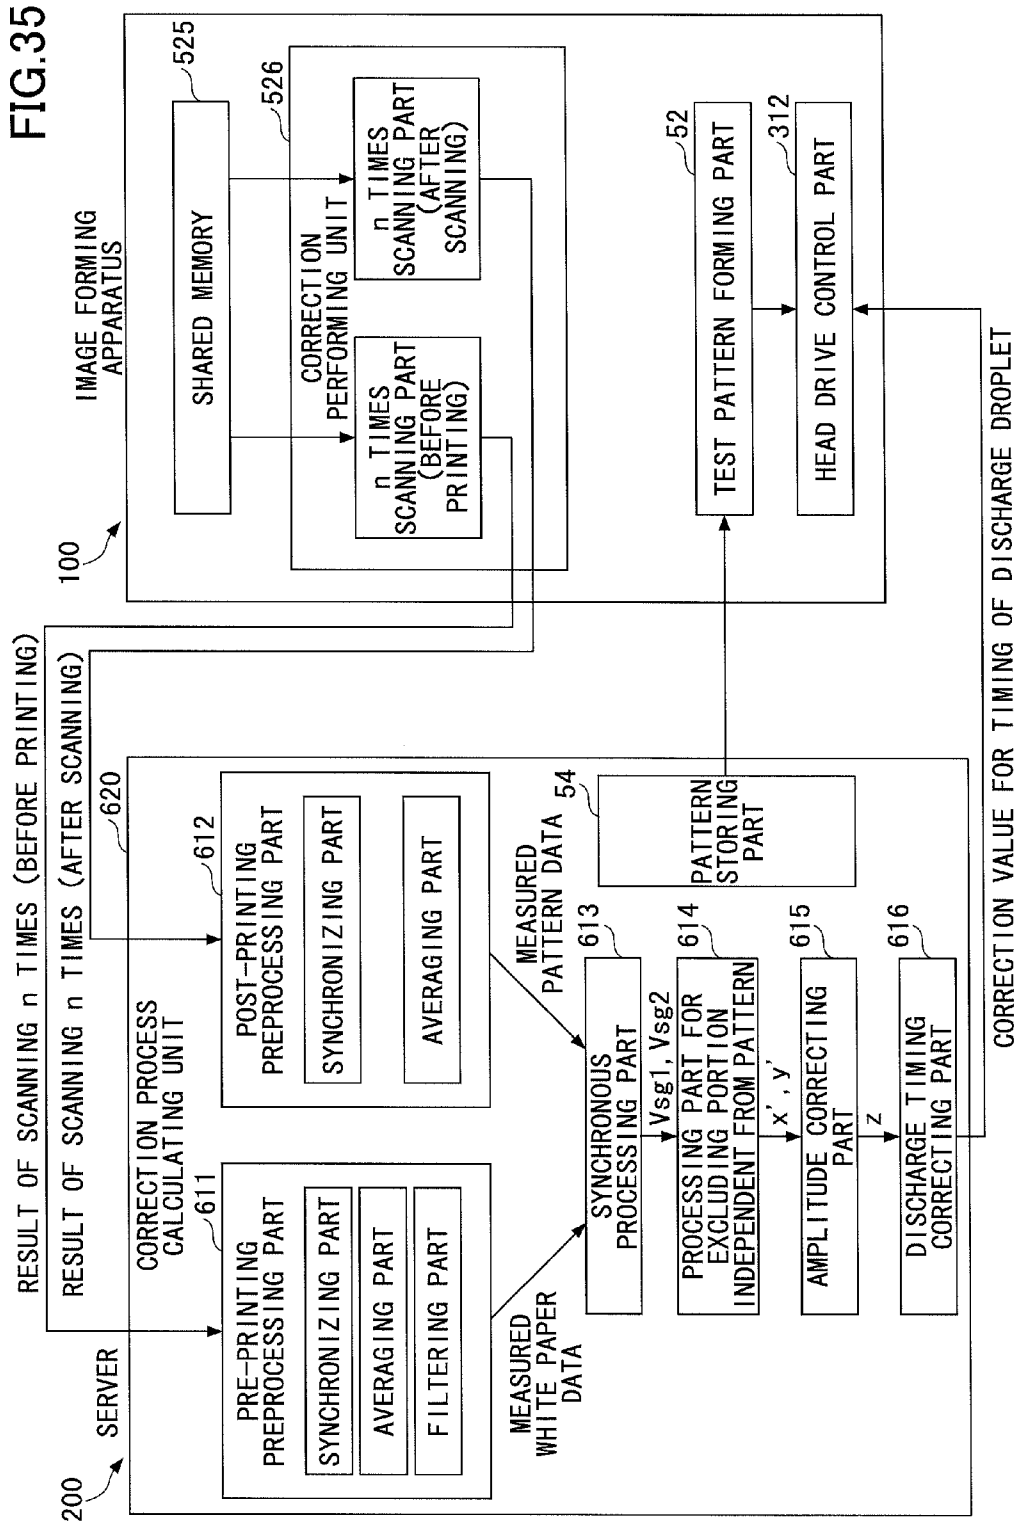 FIG.35
200
SERVER
100
IMAGE FORMING
APPARATUS
RESULT OF SCANNING n TIMES (BEFORE PRINTING)
RESULT OF SCANNING n TIMES (AFTER SCANNING)
620
CORRECTION PROCESS
CALCULATING UNIT
611
PRE-PRINTING
PREPROCESSING PART
SYNCHRONIZING PART
AVERAGING PART
FILTERING PART
612
POST-PRINTING
PREPROCESSING PART
SYNCHRONIZING PART
AVERAGING PART
MEASURED
WHITE PAPER
DATA
MEASURED
PATTERN DATA
613
SYNCHRONOUS
PROCESSING PART
Vsg1, Vsg2
614
PROCESSING PART FOR
EXCLUDING PORTION
INDEPENDENT FROM PATTERN
x', y'
615
AMPLITUDE CORRECTING
PART
z
616
DISCHARGE TIMING
CORRECTING PART
54
PATTERN
STORING
PART
525
SHARED MEMORY
526
CORRECTION
PERFORMING UNIT
n TIMES
SCANNING PART
(BEFORE
PRINTING)
n TIMES
SCANNING PART
(AFTER
SCANNING)
52
TEST PATTERN FORMING PART
312
HEAD DRIVE CONTROL PART
CORRECTION VALUE FOR TIMING OF DISCHARGE DROPLET